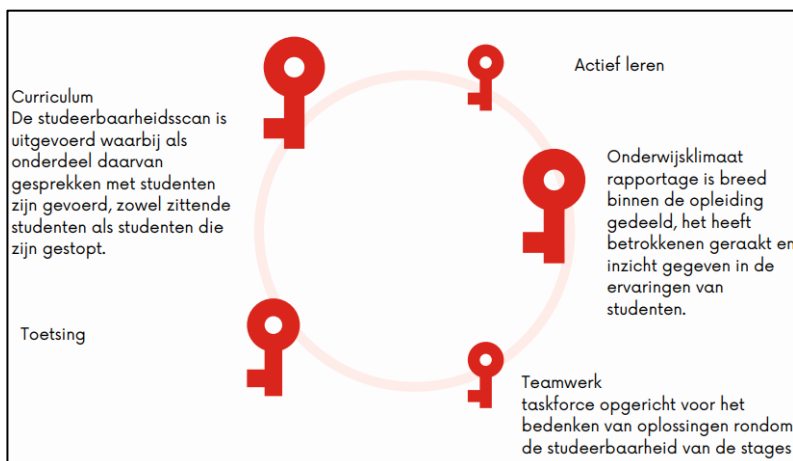 Curriculum
De studeerbaarheidsscan is
uitgevoerd waarbij als
onderdeel daarvan
gesprekken met studenten
zijn gevoerd, zowel zittende
studenten als studenten die
zijn gestopt.
Actief leren
Onderwijsklimaat
rapportage is breed
binnen de opleiding
gedeeld, het heeft
betrokkenen geraakt en
inzicht gegeven in de
ervaringen van
studenten.
Toetsing
Teamwerk
taskforce opgericht voor het
bedenken van oplossingen rondom
de studeerbaarheid van de stages